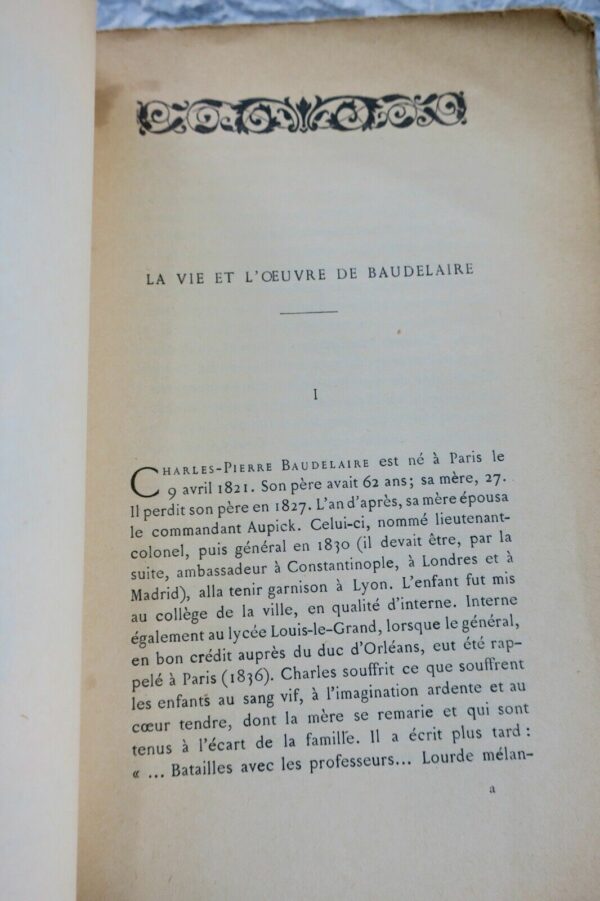 LA VIE ET L'ŒUVRE DE BAUDELAIRE
I
CHARLES-PIERRE BAUDELAIRE est né à Paris le
9 avril 1821. Son père avait 62 ans; sa mère, 27.
Il perdit son père en 1827. L'an d'après, sa mère épousa
le commandant Aupick. Celui-ci, nommé lieutenant-
colonel, puis général en 1830 (il devait être, par la
suite, ambassadeur à Constantinople, à Londres et à
Madrid), alla tenir garnison à Lyon. L'enfant fut mis
au collège de la ville, en qualité d'interne. Interne
également au lycée Louis-le-Grand, lorsque le général,
en bon crédit auprès du duc d'Orléans, eut été rap-
pelé à Paris (1836). Charles souffrit ce que souffrent
les enfants au sang vif, à l'imagination ardente et au
cœur tendre, dont la mère se remarie et qui sont
tenus à l'écart de la famille. Il a écrit plus tard :
« ... Batailles avec les professeurs... Lourde mélan-
a